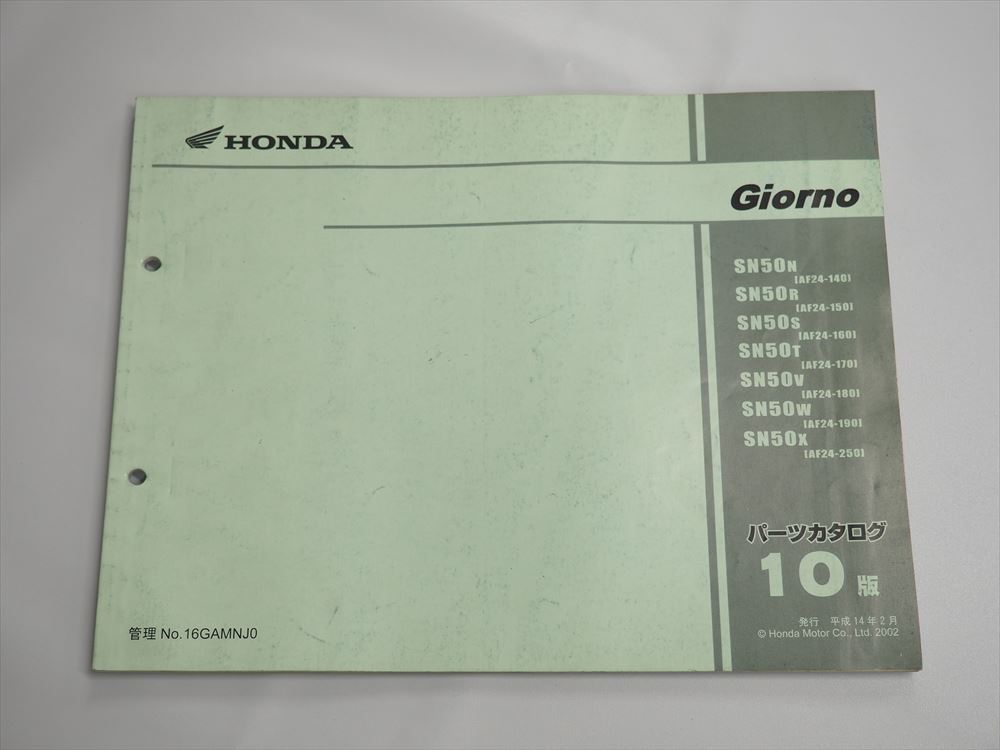 HONDA
Giorno
SN50N
[AF24-140]
SN50R
[AF24-150]
SN50S
[AF24-160]
SN50T
[AF24-170]
SN50V
[AF24-180]
SN50W
[AF24-190]
SN50X
[AF24-250]
パーツカタログ
10版
発行 平成14年2月
© Honda Motor Co., Ltd. 2002
管理 No.16GAMNJ0